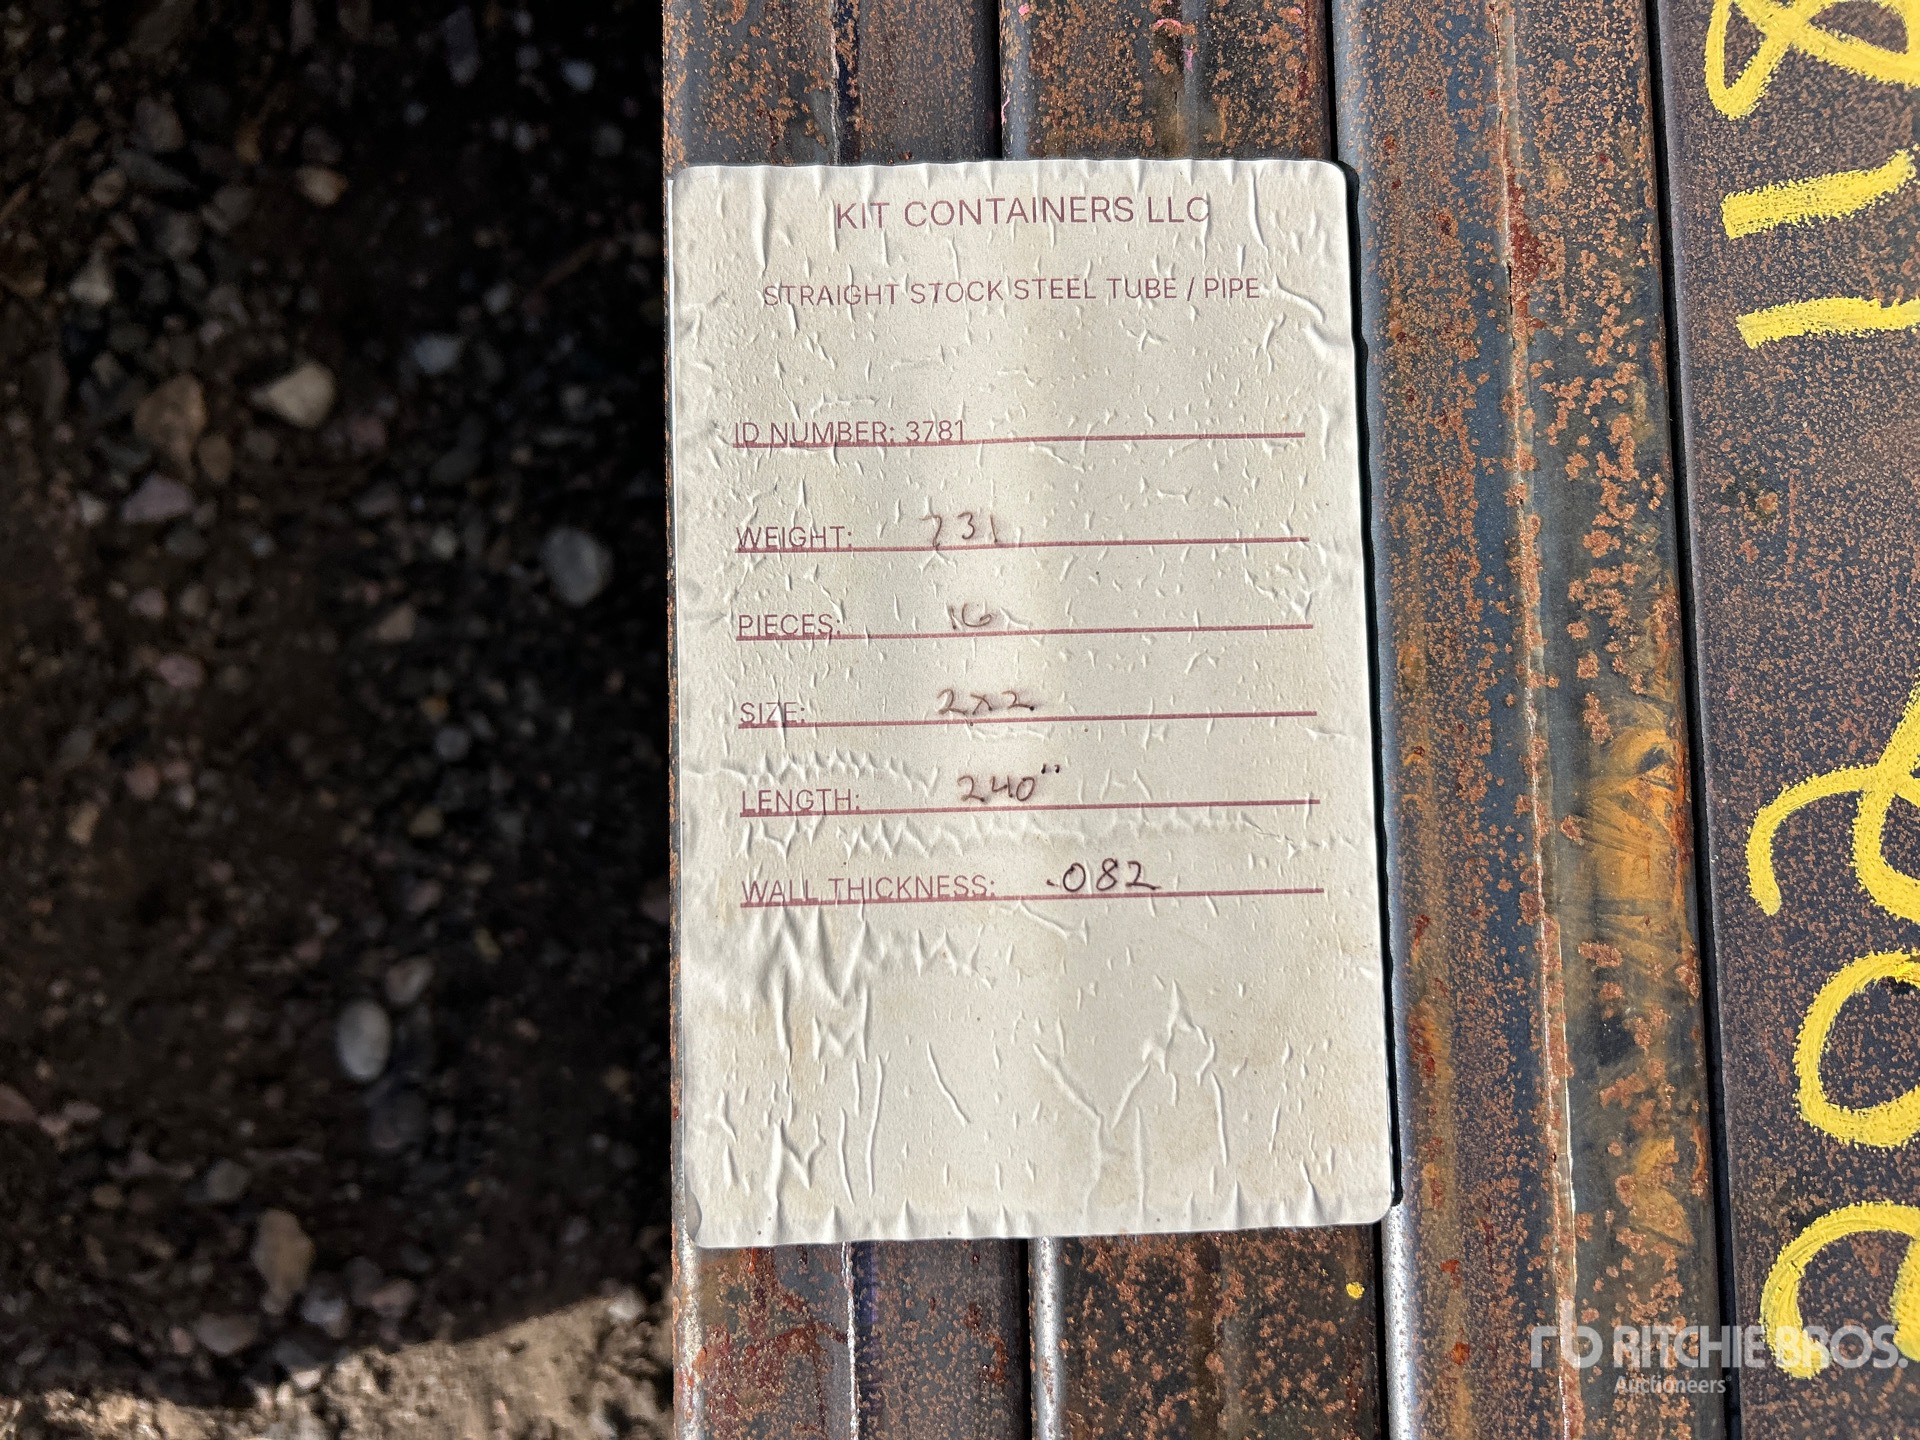 KIT CONTAINERS LLC
STRAIGHT STOCK STEEL TUBE / PIPE
ID NUMBER: 3781
WEIGHT: 731
PIECES: 16
SIZE: 2x2
LENGTH: 240"
WALL THICKNESS: .082
rb RITCHIE BROS.
Auctioneers